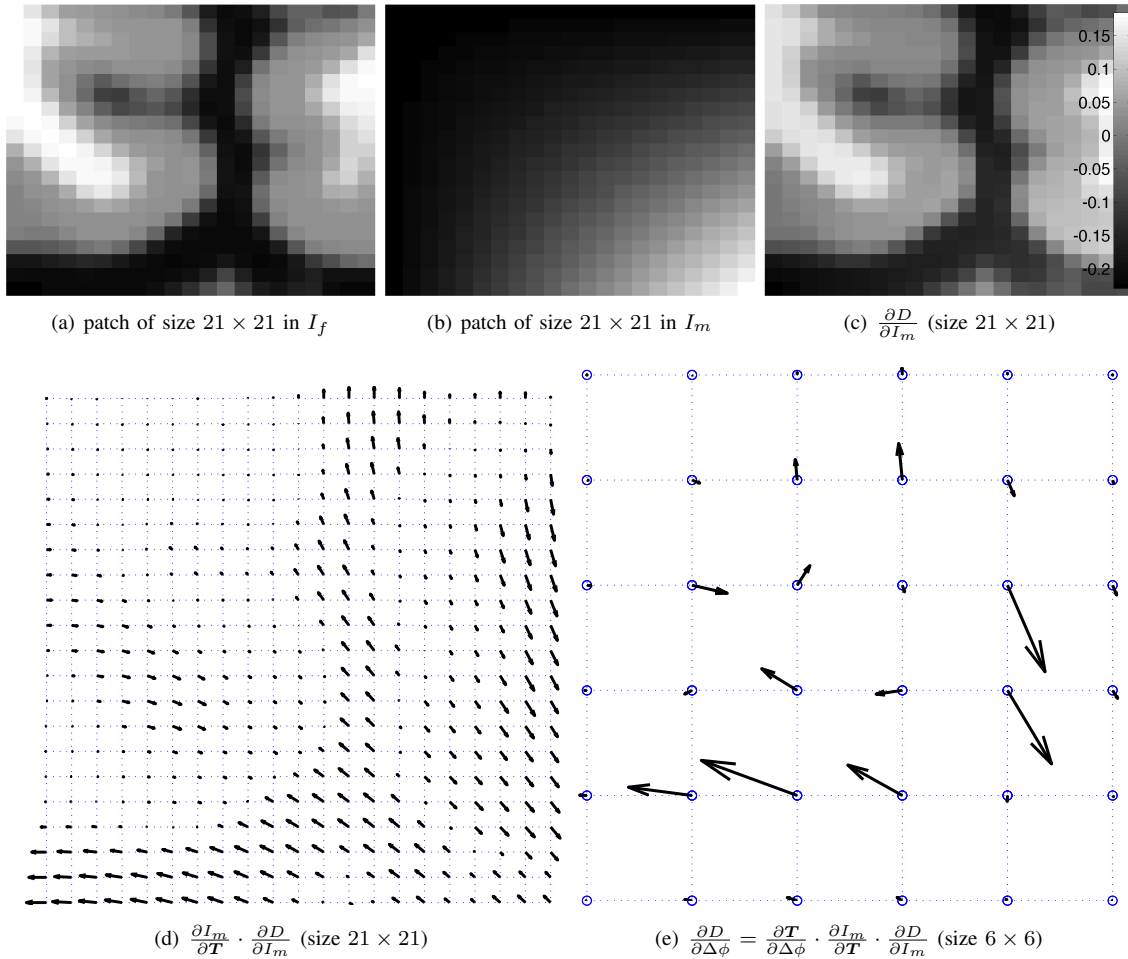 0.15
0.1
0.05
0
-0.05
-0.1
-0.15
-0.2
(a) patch of size 21 × 21 in I_f
(b) patch of size 21 × 21 in I_m
(c) ∂D/∂I_m (size 21 × 21)
(d) ∂I_m/∂T · ∂D/∂I_m (size 21 × 21)
(e) ∂D/∂Δϕ = ∂T/∂Δϕ · ∂I_m/∂T · ∂D/∂I_m (size 6 × 6)